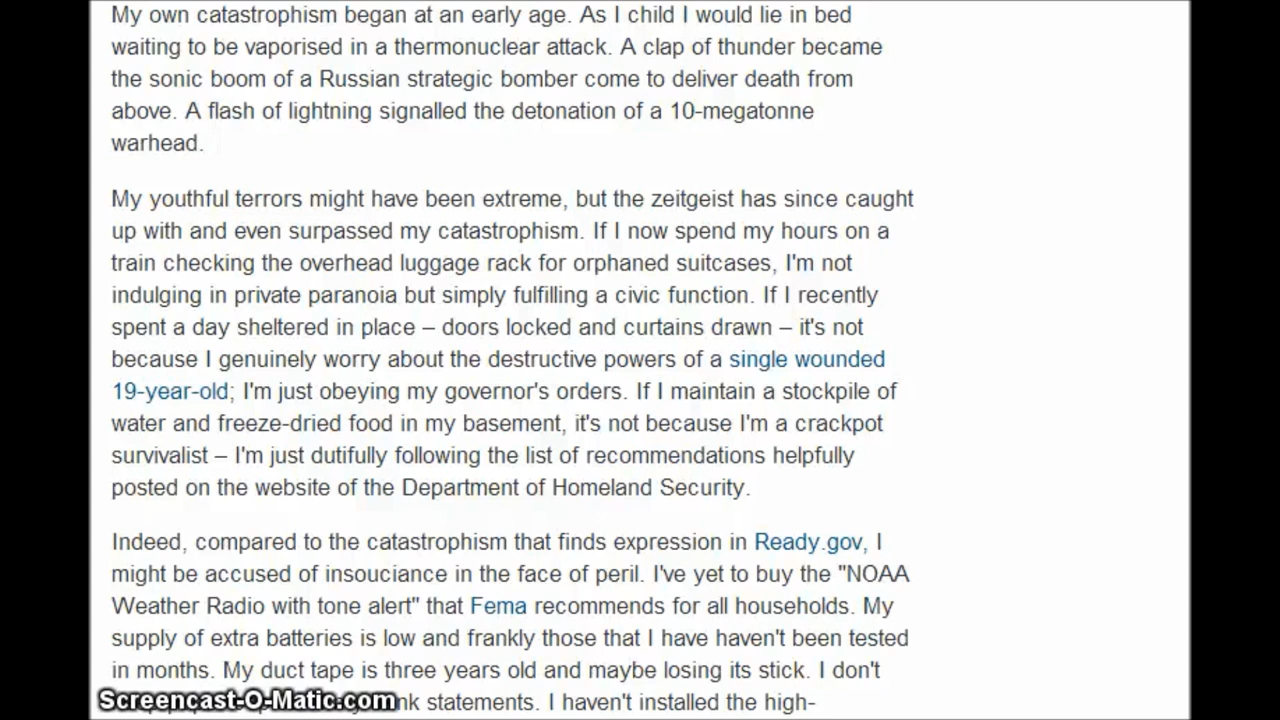 My own catastrophism began at an early age. As I child I would lie in bed
waiting to be vaporised in a thermonuclear attack. A clap of thunder became
the sonic boom of a Russian strategic bomber come to deliver death from
above. A flash of lightning signalled the detonation of a 10-megatonne
warhead.
My youthful terrors might have been extreme, but the zeitgeist has since caught
up with and even surpassed my catastrophism. If I now spend my hours on a
train checking the overhead luggage rack for orphaned suitcases, I'm not
indulging in private paranoia but simply fulfilling a civic function. If I recently
spent a day sheltered in place – doors locked and curtains drawn – it's not
because I genuinely worry about the destructive powers of a single wounded
19-year-old; I'm just obeying my governor's orders. If I maintain a stockpile of
water and freeze-dried food in my basement, it's not because I'm a crackpot
survivalist – I'm just dutifully following the list of recommendations helpfully
posted on the website of the Department of Homeland Security.
Indeed, compared to the catastrophism that finds expression in Ready.gov, I
might be accused of insouciance in the face of peril. I've yet to buy the "NOAA
Weather Radio with tone alert" that Fema recommends for all households. My
supply of extra batteries is low and frankly those that I have haven't been tested
in months. My duct tape is three years old and maybe losing its stick. I don't
Screencast-O-Matic.com statements. I haven't installed the high-